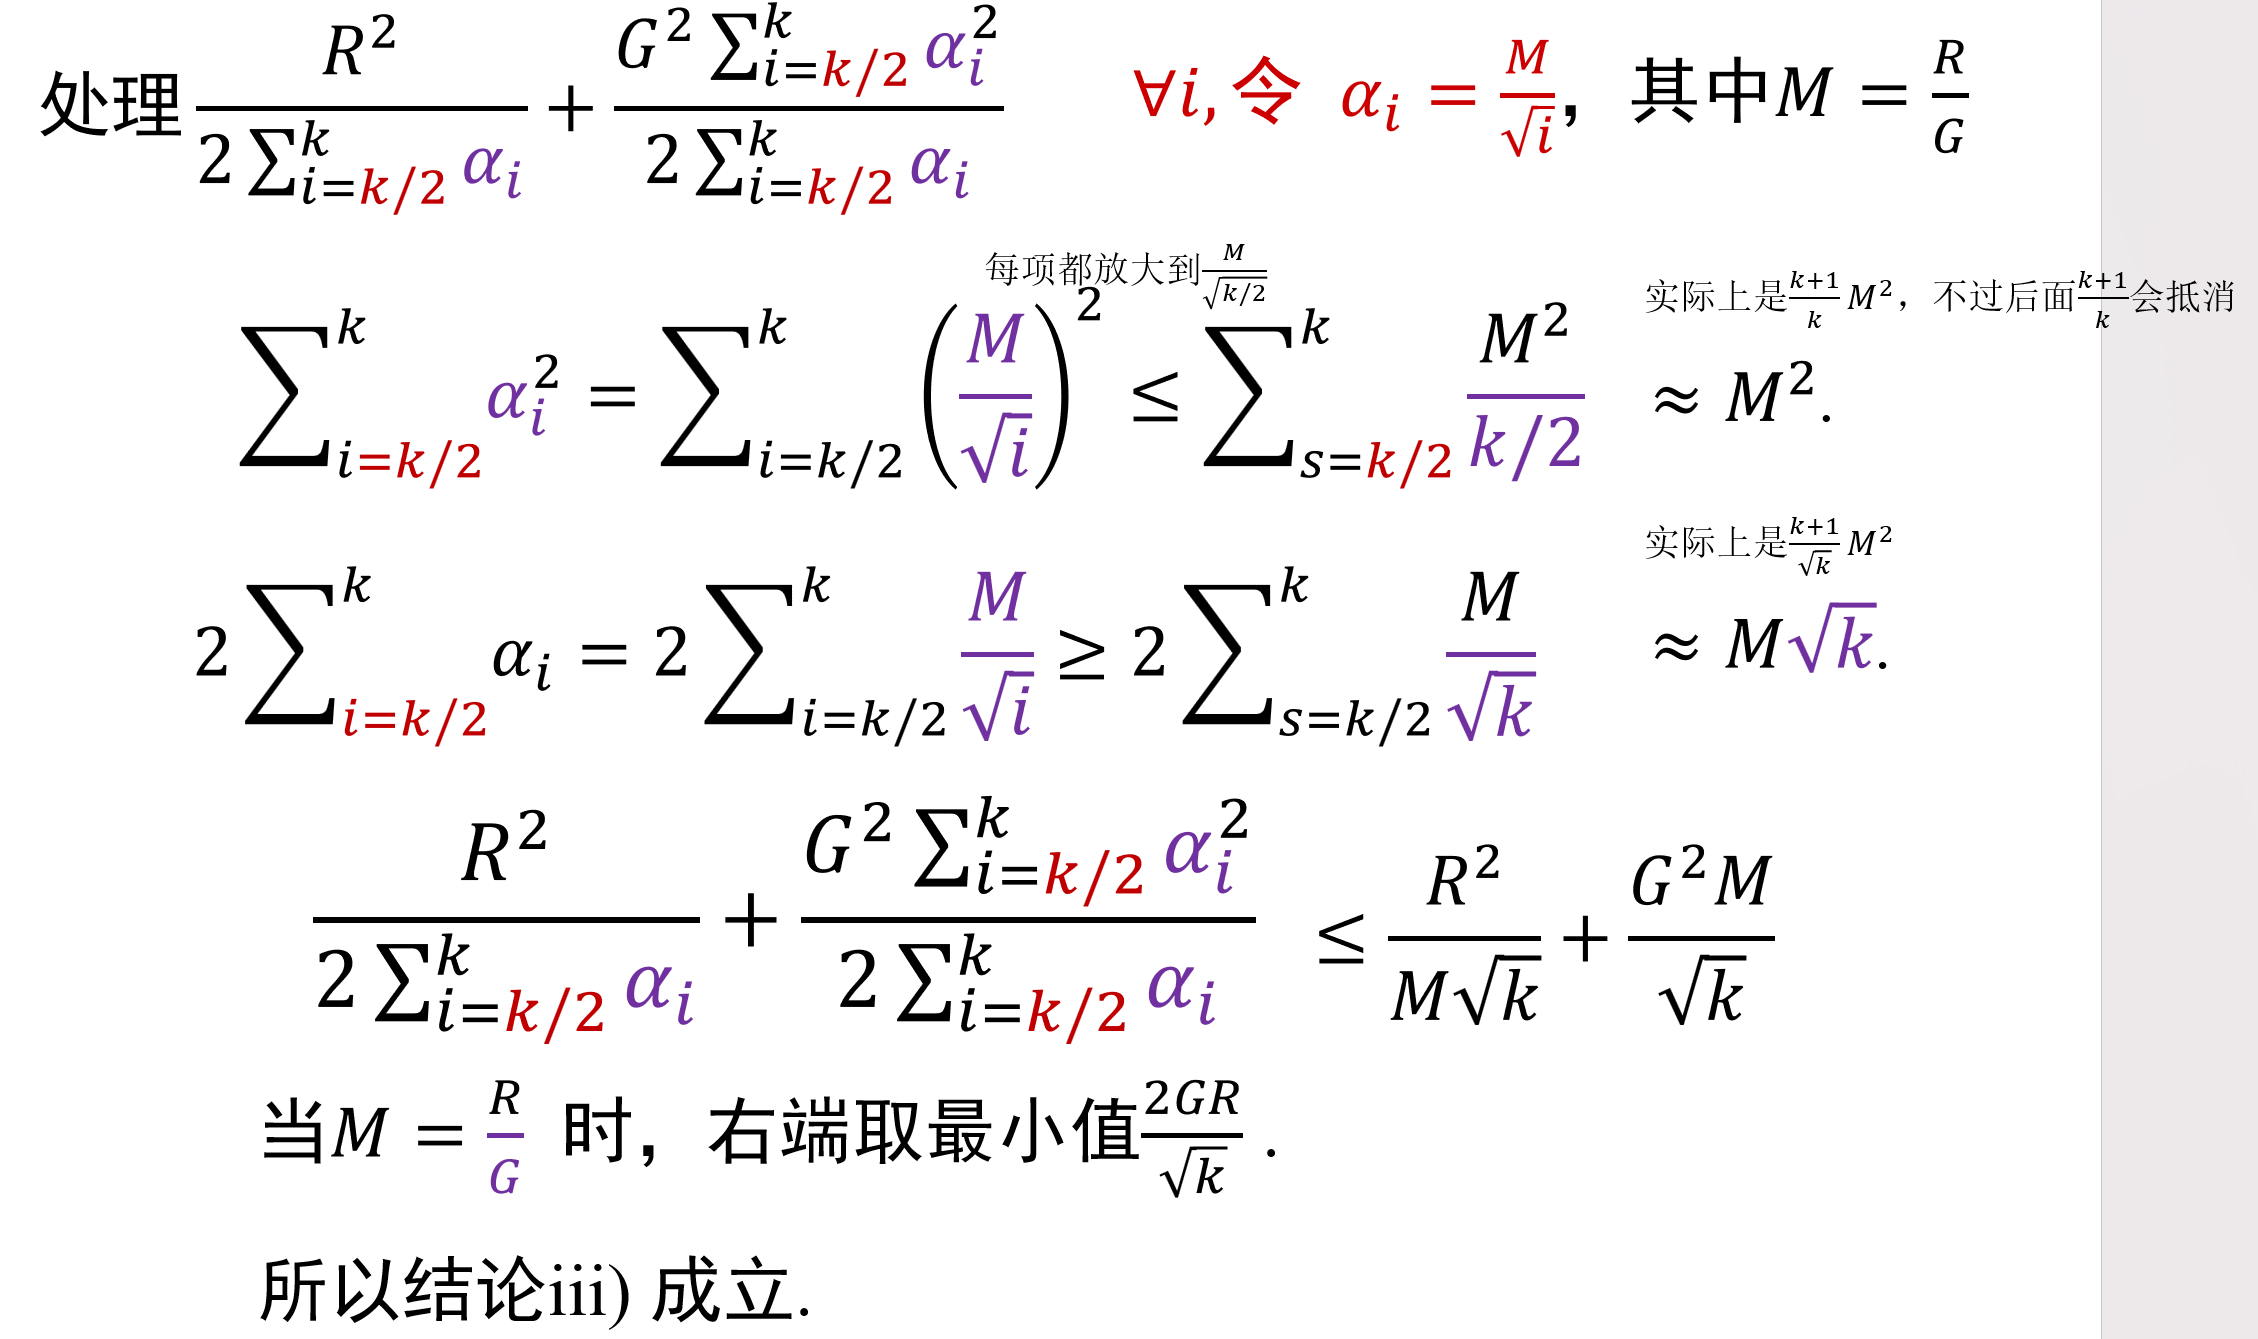 处理 $\frac{R^2}{2\sum_{i=k/2}^{k}\alpha_i}+\frac{G^2\sum_{i=k/2}^{k}\alpha_i^2}{2\sum_{i=k/2}^{k}\alpha_i}$ $\forall i,$令 $\alpha_i=\frac{M}{\sqrt{i}}$，其中$M=\frac{R}{G}$
每项都放大到$\frac{M}{\sqrt{k/2}}$
实际上是$\frac{k+1}{k}M^2$，不过后面$\frac{k+1}{k}$会抵消
$\sum_{i=k/2}^{k}\alpha_i^2=\sum_{i=k/2}^{k}\left(\frac{M}{\sqrt{i}}\right)^2\leq\sum_{s=k/2}^{k}\frac{M^2}{k/2}\approx M^2.$
实际上是$\frac{k+1}{\sqrt{k}}M^2$
$2\sum_{i=k/2}^{k}\alpha_i=2\sum_{i=k/2}^{k}\frac{M}{\sqrt{i}}\geq 2\sum_{s=k/2}^{k}\frac{M}{\sqrt{k}}\approx M\sqrt{k}.$
$\frac{R^2}{2\sum_{i=k/2}^{k}\alpha_i}+\frac{G^2\sum_{i=k/2}^{k}\alpha_i^2}{2\sum_{i=k/2}^{k}\alpha_i}\leq\frac{R^2}{M\sqrt{k}}+\frac{G^2M}{\sqrt{k}}$
当$M=\frac{R}{G}$ 时，右端取最小值$\frac{2GR}{\sqrt{k}}$ .
所以结论iii) 成立.